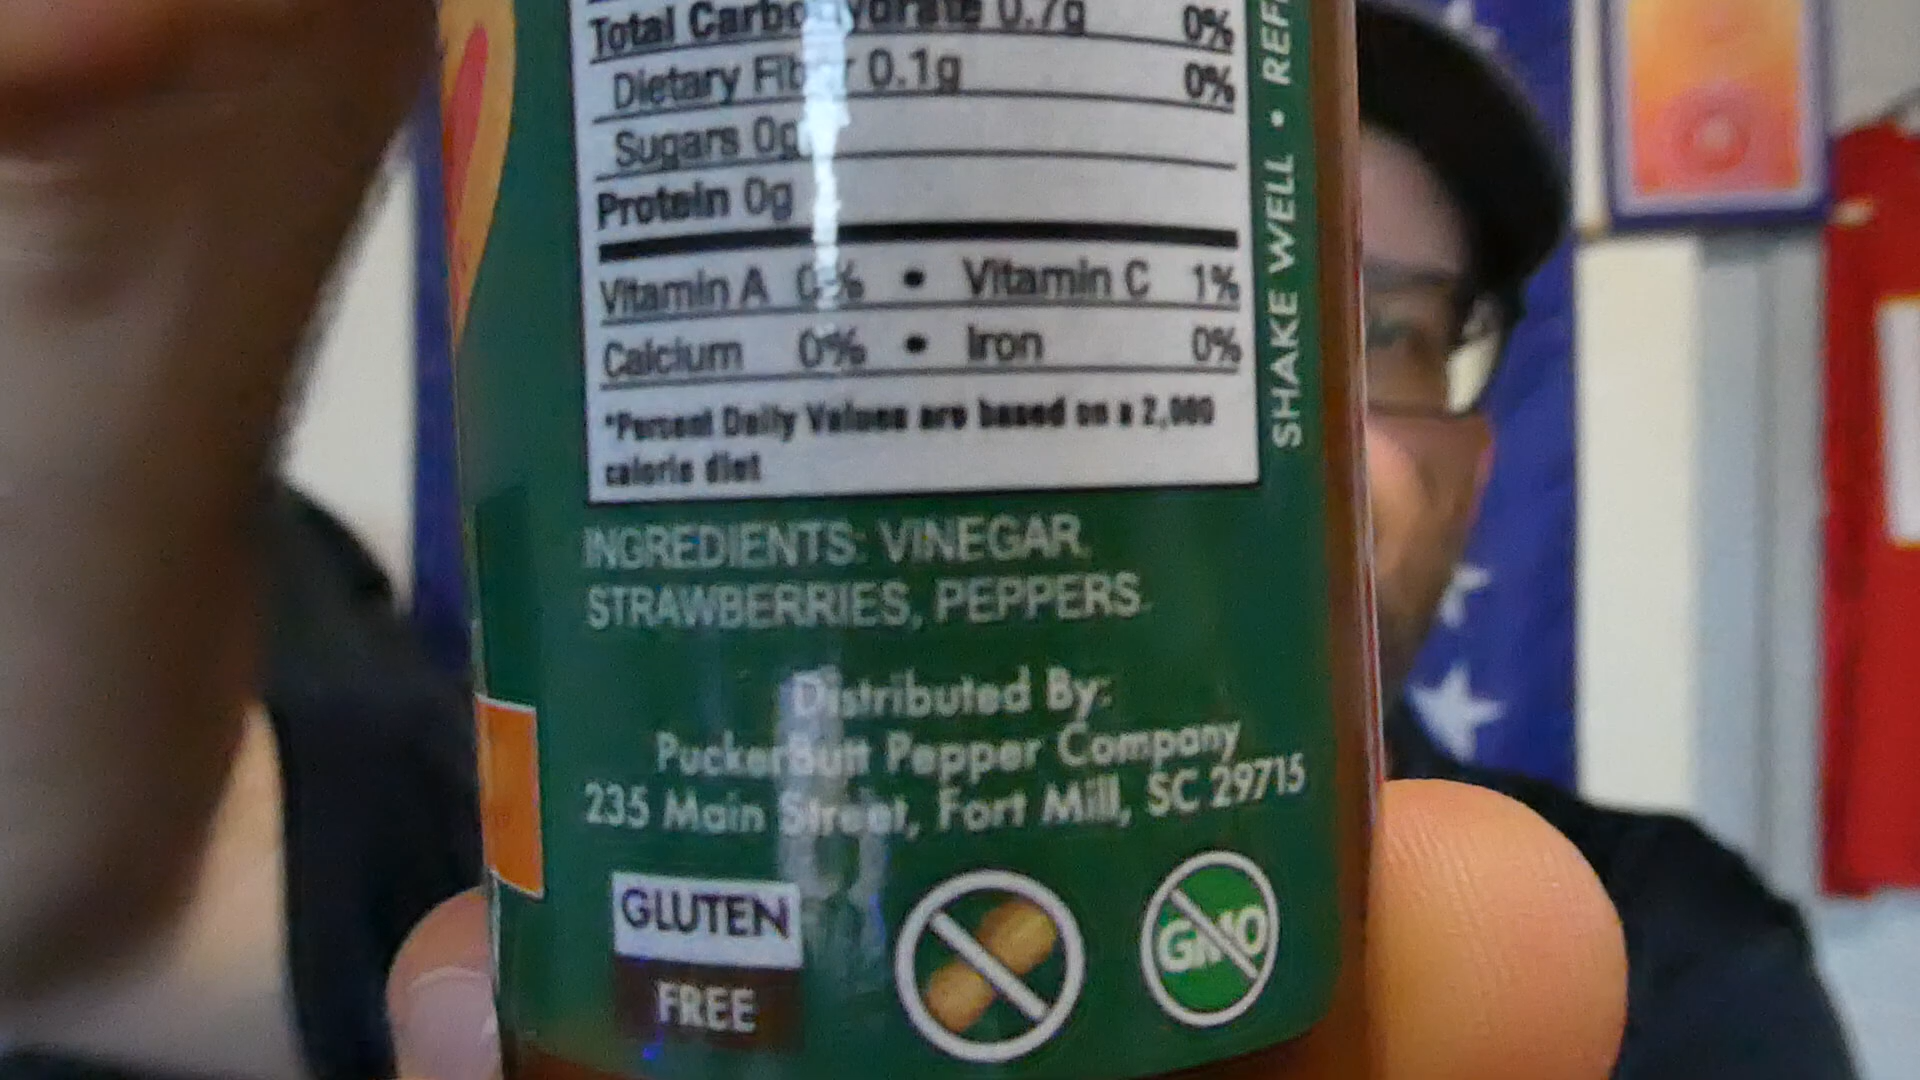 Total Carbohydrate 0.7g 0%
Dietary Fiber 0.1g 0%
Sugars 0g
Protein 0g
Vitamin A 0% • Vitamin C 1%
Calcium 0% • Iron 0%
*Percent Daily Values are based on a 2,000
calorie diet
INGREDIENTS: VINEGAR,
STRAWBERRIES, PEPPERS.
Distributed By:
PuckerButt Pepper Company
235 Main Street, Fort Mill, SC 29715
GLUTEN
FREE
GMO
SHAKE WELL •